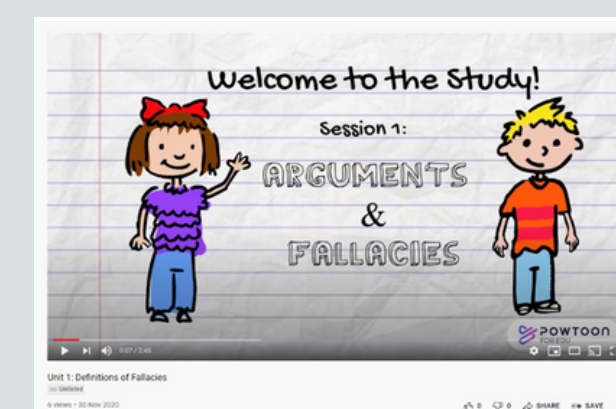 Welcome to the Study!
Session 1:
ARGUMENTS
&
FALLACIES
POWTOON
FOR EDU
0:07 / 2:45
Unit 1: Definitions of Fallacies
Unlisted
6 views • 30 Nov 2020
0
0
SHARE
SAVE